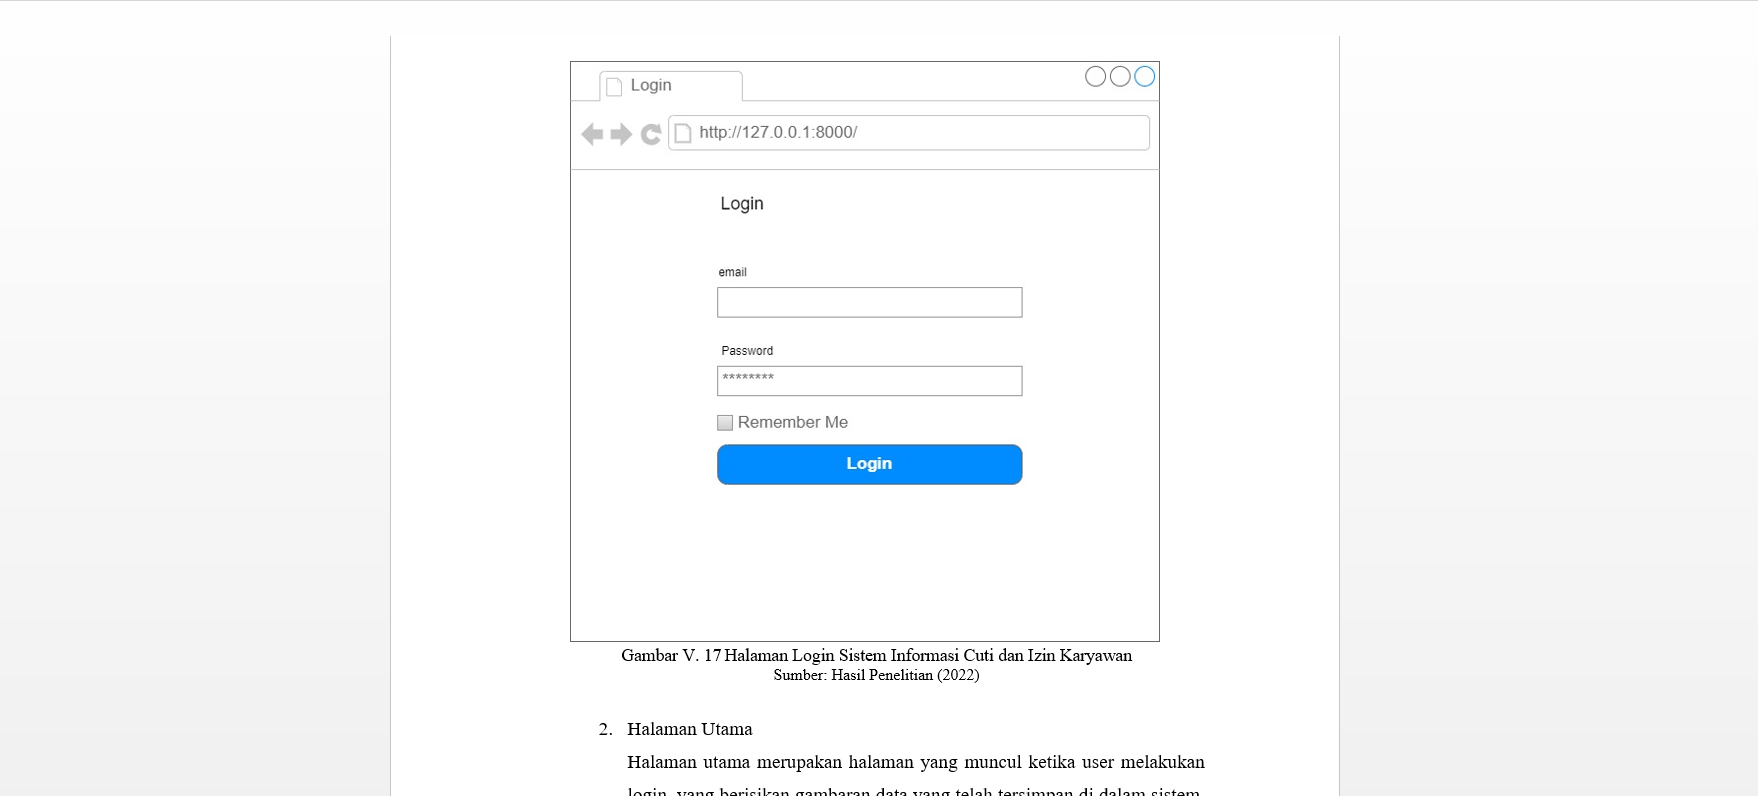 Login
http://127.0.0.1:8000/
Login
email
Password
********
Remember Me
Login
Gambar V. 17 Halaman Login Sistem Informasi Cuti dan Izin Karyawan
Sumber: Hasil Penelitian (2022)
2. Halaman Utama
Halaman utama merupakan halaman yang muncul ketika user melakukan
login, yang berisikan gambaran data yang telah tersimpan di dalam sistem.